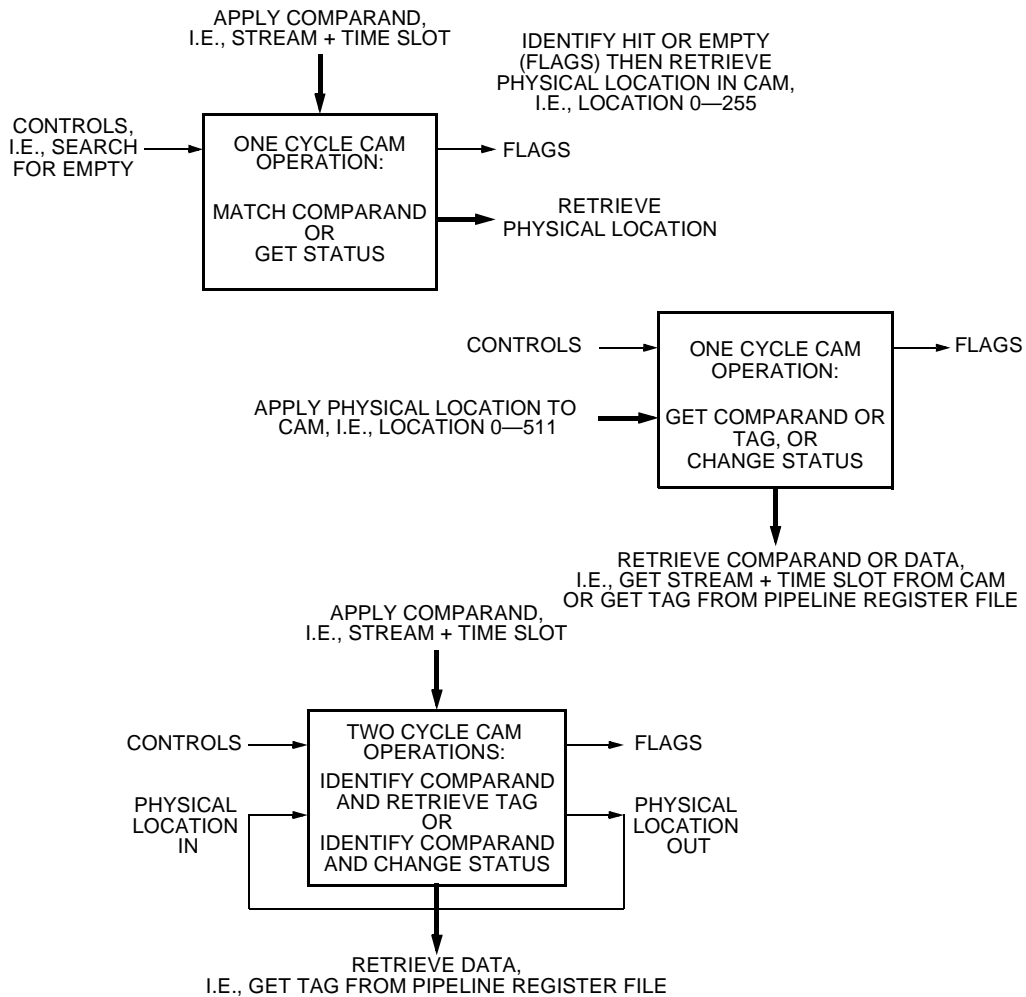 APPLY COMPARAND,
I.E., STREAM + TIME SLOT
IDENTIFY HIT OR EMPTY
(FLAGS) THEN RETRIEVE
PHYSICAL LOCATION IN CAM,
I.E., LOCATION 0—255
CONTROLS,
I.E., SEARCH
FOR EMPTY
ONE CYCLE CAM
OPERATION:
MATCH COMPARAND
OR
GET STATUS
FLAGS
RETRIEVE
PHYSICAL LOCATION
CONTROLS
APPLY PHYSICAL LOCATION TO
CAM, I.E., LOCATION 0—511
ONE CYCLE CAM
OPERATION:
GET COMPARAND OR
TAG, OR
CHANGE STATUS
FLAGS
RETRIEVE COMPARAND OR DATA,
I.E., GET STREAM + TIME SLOT FROM CAM
OR GET TAG FROM PIPELINE REGISTER FILE
APPLY COMPARAND,
I.E., STREAM + TIME SLOT
CONTROLS
PHYSICAL
LOCATION
IN
TWO CYCLE CAM
OPERATIONS:
IDENTIFY COMPARAND
AND RETRIEVE TAG
OR
IDENTIFY COMPARAND
AND CHANGE STATUS
FLAGS
PHYSICAL
LOCATION
OUT
RETRIEVE DATA,
I.E., GET TAG FROM PIPELINE REGISTER FILE